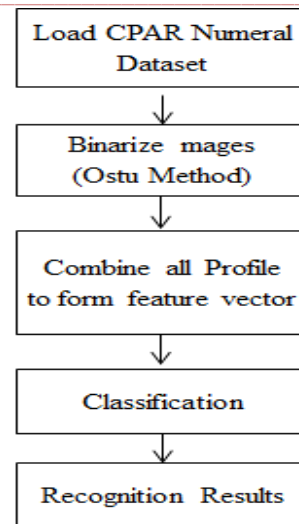 Load CPAR Numeral
Dataset
Binarize mages
(Ostu Method)
Combine all Profile
to form feature vector
Classification
Recognition Results